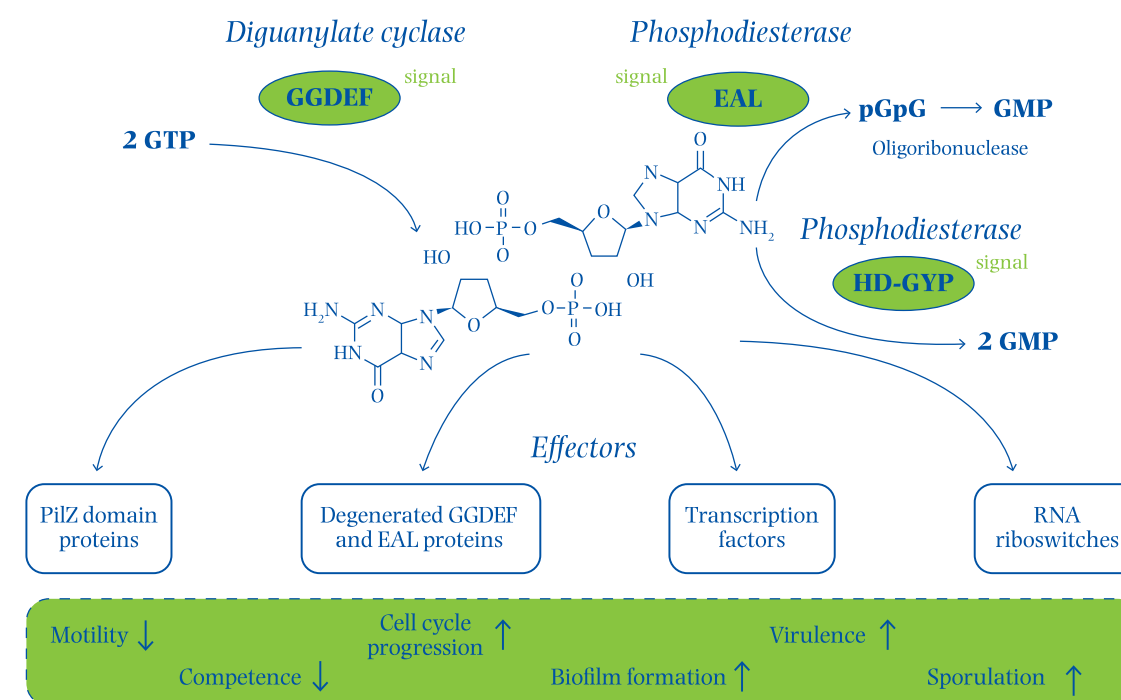 Diguanylate cyclase
Phosphodiesterase
signal
signal
GGDEF
EAL
pGpG
GMP
2 GTP
Oligoribonuclease
O
N
NH
N
N
NH2
O
HO
P
O
O
O
HO
OH
Phosphodiesterase
signal
HD-GYP
H2N
N
N
HN
N
O
O
O
O
P
OH
O
2 GMP
Effectors
PilZ domain
proteins
Degenerated GGDEF
and EAL proteins
Transcription
factors
RNA
riboswitches
Motility ↓
Cell cycle
progression ↑
Virulence ↑
Competence ↓
Biofilm formation ↑
Sporulation ↑